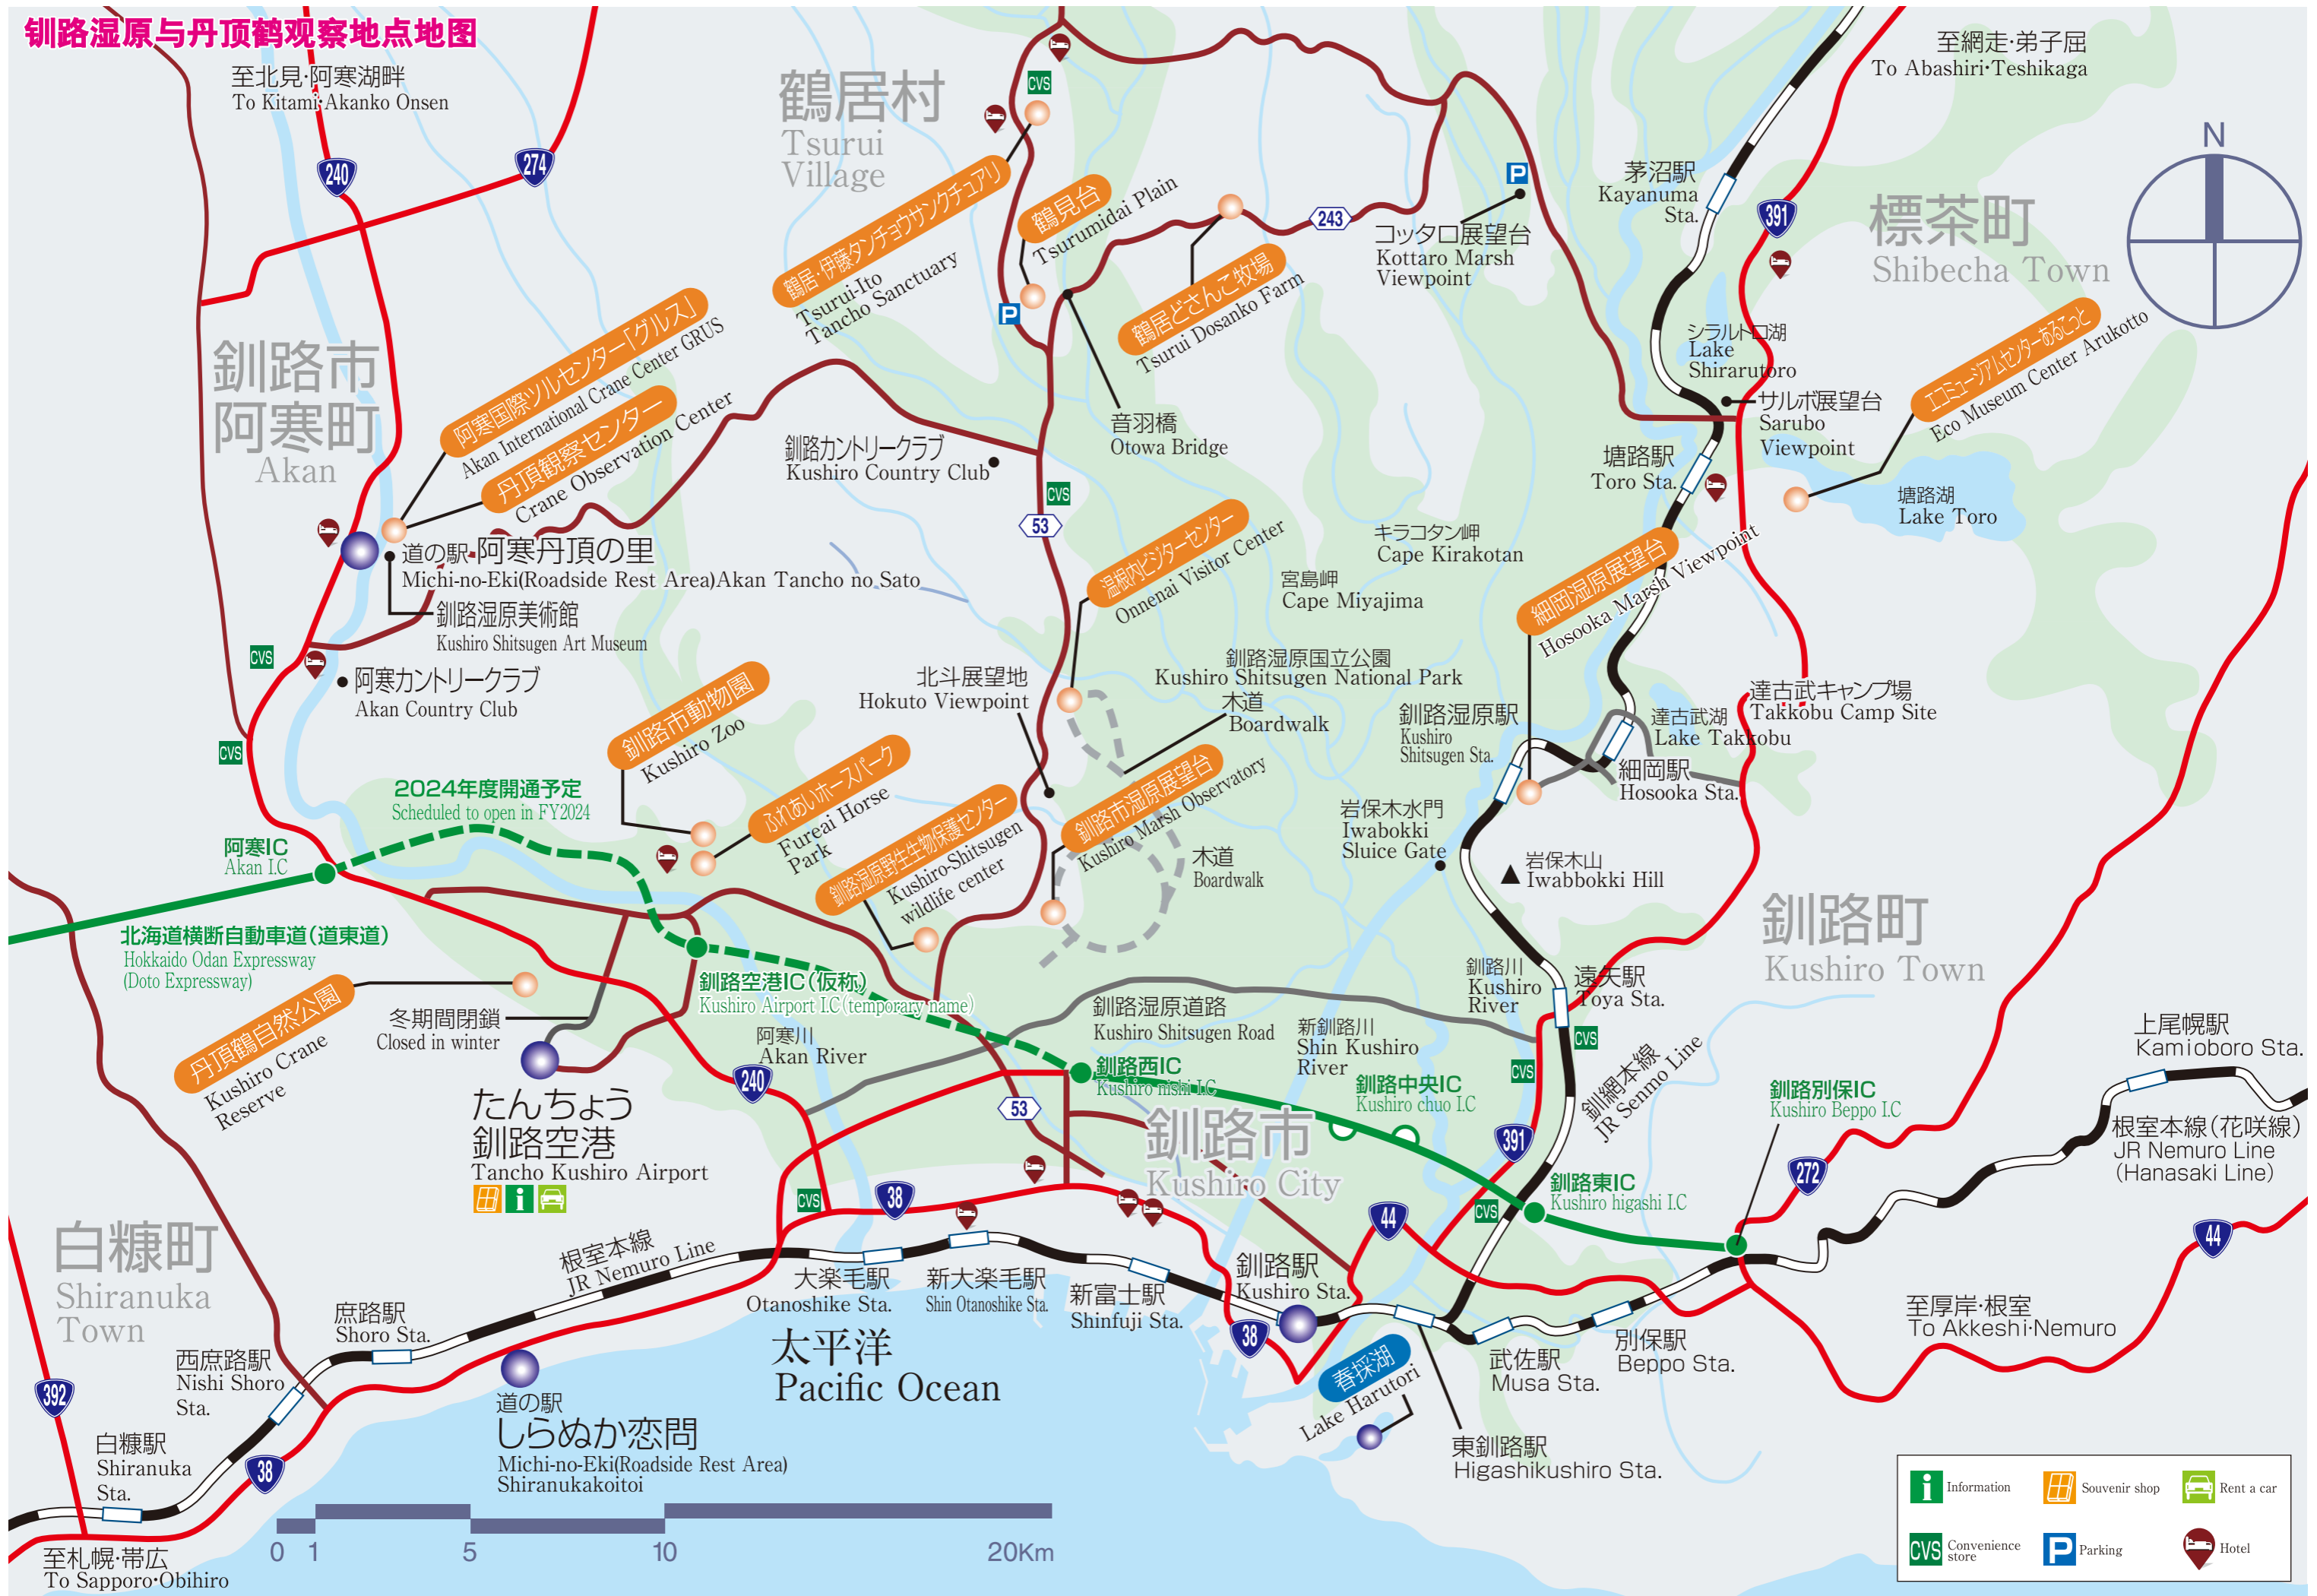 钏路湿原与丹顶鹤观察地点地图
至北見·阿寒湖畔
To Kitami·Akanko Onsen
240
274
鶴居村
Tsurui
Village
CVS
鶴居·伊藤タンチョウサンクチュアリ
Tsurui-Ito
Tancho Sanctuary
鶴見台
Tsurumidai Plain
P
鶴居どさんこ牧場
Tsurui Dosanko Farm
243
P
コッタロ展望台
Kottaro Marsh
Viewpoint
至網走·弟子屈
To Abashiri·Teshikaga
茅沼駅
Kayanuma
Sta.
391
標茶町
Shibecha Town
N
シラルトロ湖
Lake
Shirarutoro
サルボ展望台
Sarubo
Viewpoint
エコミュージアムセンターあるこっと
Eco Museum Center Arukotto
塘路駅
Toro Sta.
塘路湖
Lake Toro
釧路市
阿寒町
Akan
阿寒国際ツルセンター「グルス」
Akan International Crane Center GRUS
丹頂観察センター
Crane Observation Center
道の駅·阿寒丹頂の里
Michi-no-Eki(Roadside Rest Area)Akan Tancho no Sato
釧路湿原美術館
Kushiro Shitsugen Art Museum
釧路カントリークラブ
Kushiro Country Club
音羽橋
Otowa Bridge
CVS
53
温根内ビジターセンター
Onnenai Visitor Center
キラコタン岬
Cape Kirakotan
宮島岬
Cape Miyajima
細岡湿原展望台
Hosooka Marsh Viewpoint
CVS
阿寒カントリークラブ
Akan Country Club
CVS
北斗展望地
Hokuto Viewpoint
釧路湿原国立公園
Kushiro Shitsugen National Park
木道
Boardwalk
釧路湿原駅
Kushiro
Shitsugen Sta.
達古武キャンプ場
Takkobu Camp Site
達古武湖
Lake Takkobu
細岡駅
Hosooka Sta.
釧路市動物園
Kushiro Zoo
ふれあいホースパーク
Fureai Horse
Park
釧路湿原野生生物保護センター
Kushiro-Shitsugen
wildlife center
釧路市湿原展望台
Kushiro Marsh Observatory
木道
Boardwalk
岩保木水門
Iwabokki
Sluice Gate
岩保木山
Iwabbokki Hill
2024年度開通予定
Scheduled to open in FY2024
阿寒IC
Akan I.C
北海道横断自動車道(道東道)
Hokkaido Odan Expressway
(Doto Expressway)
丹頂鶴自然公園
Kushiro Crane
Reserve
冬期間閉鎖
Closed in winter
釧路空港IC(仮称)
Kushiro Airport I.C (temporary name)
阿寒川
Akan River
240
釧路湿原道路
Kushiro Shitsugen Road
釧路川
Kushiro
River
遠矢駅
Toya Sta.
CVS
新釧路川
Shin Kushiro
River
釧路町
Kushiro Town
上尾幌駅
Kamioboro Sta.
たんちょう
釧路空港
Tancho Kushiro Airport
釧路西IC
Kushiro nishi I.C
53
釧路中央IC
Kushiro chuo I.C
CVS
391
釧網本線
JR Senmo Line
釧路別保IC
Kushiro Beppo I.C
根室本線(花咲線)
JR Nemuro Line
(Hanasaki Line)
272
釧路市
Kushiro City
釧路東IC
Kushiro higashi I.C
CVS
CVS
38
44
44
白糠町
Shiranuka
Town
根室本線
JR Nemuro Line
大楽毛駅
Otanoshike Sta.
新大楽毛駅
Shin Otanoshike Sta.
新富士駅
Shinfuji Sta.
釧路駅
Kushiro Sta.
38
庶路駅
Shoro Sta.
西庶路駅
Nishi Shoro
Sta.
392
白糠駅
Shiranuka
Sta.
38
道の駅
しらぬか恋問
Michi-no-Eki(Roadside Rest Area)
Shiranukakoitoi
太平洋
Pacific Ocean
春採湖
Lake Harutori
武佐駅
Musa Sta.
別保駅
Beppo Sta.
東釧路駅
Higashikushiro Sta.
至厚岸·根室
To Akkeshi·Nemuro
至札幌·帯広
To Sapporo·Obihiro
0 1 5 10 20Km
Information
Souvenir shop
Rent a car
CVS Convenience
store
P Parking
Hotel